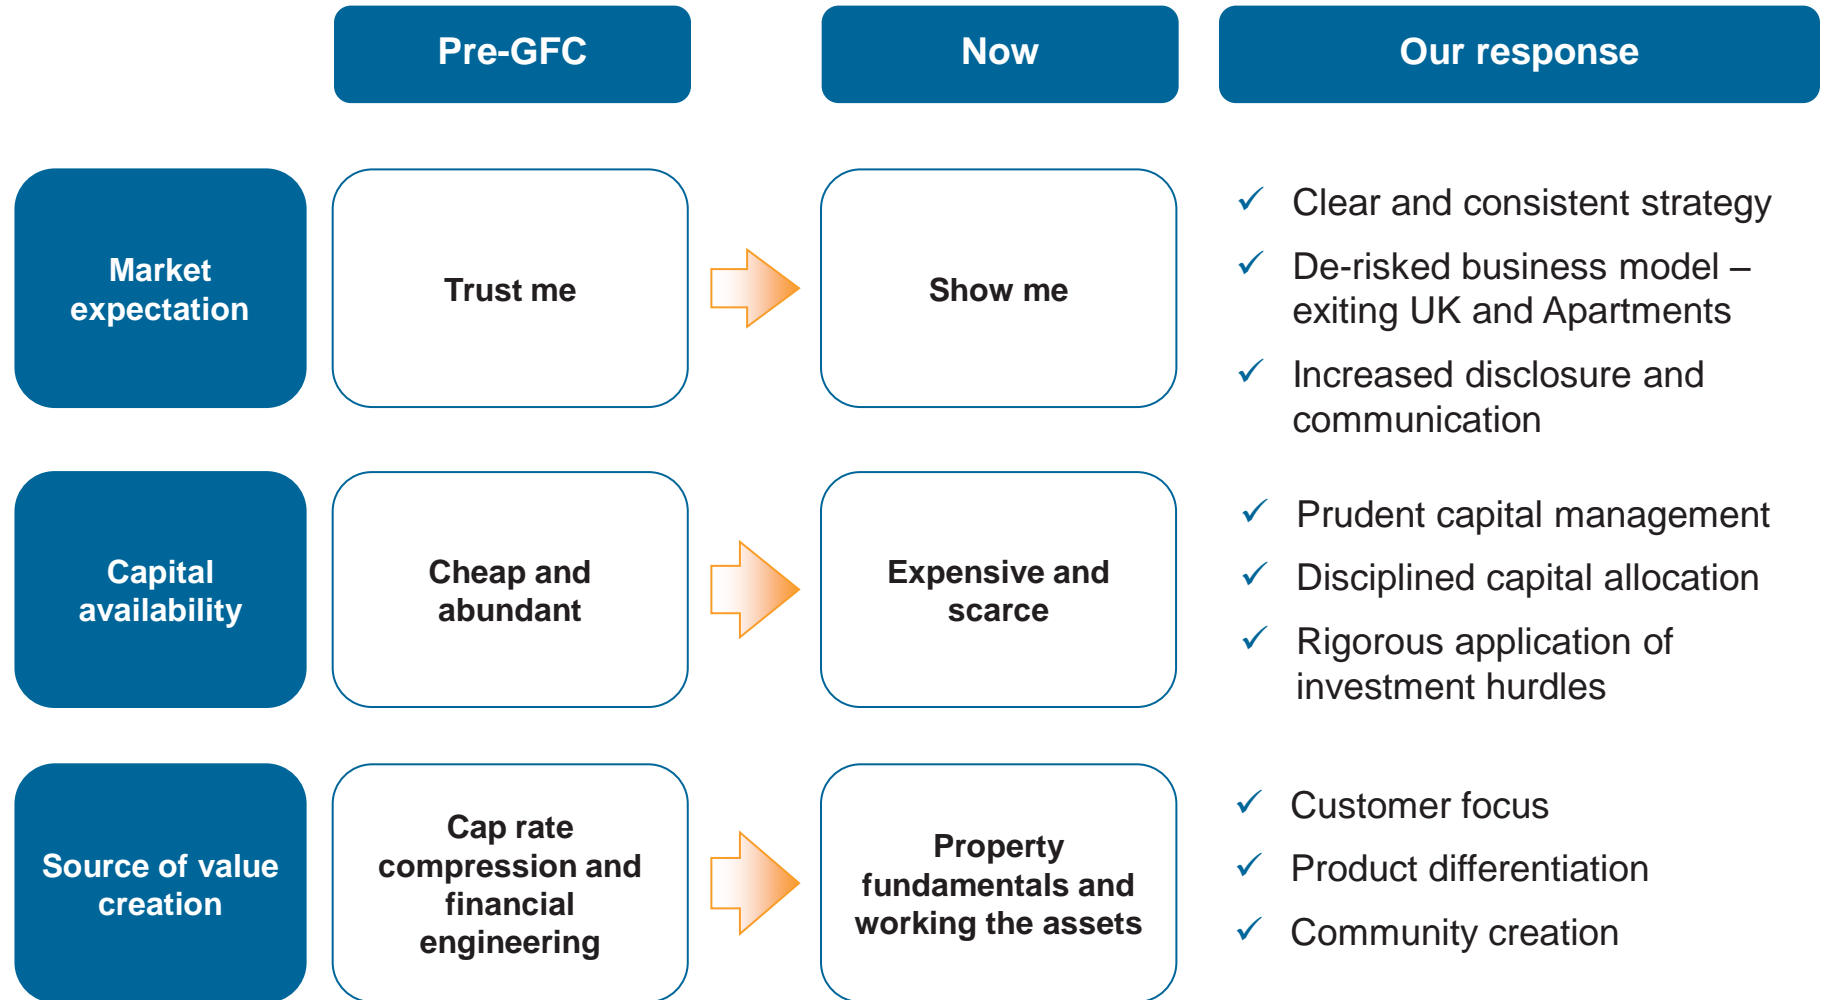 Pre-GFC
Now
Our response
Market
expectation
Trust me
Show me
✓ Clear and consistent strategy
✓ De-risked business model –
exiting UK and Apartments
✓ Increased disclosure and
communication
Capital
availability
Cheap and
abundant
Expensive and
scarce
✓ Prudent capital management
✓ Disciplined capital allocation
✓ Rigorous application of
investment hurdles
Source of value
creation
Cap rate
compression and
financial
engineering
Property
fundamentals and
working the assets
✓ Customer focus
✓ Product differentiation
✓ Community creation